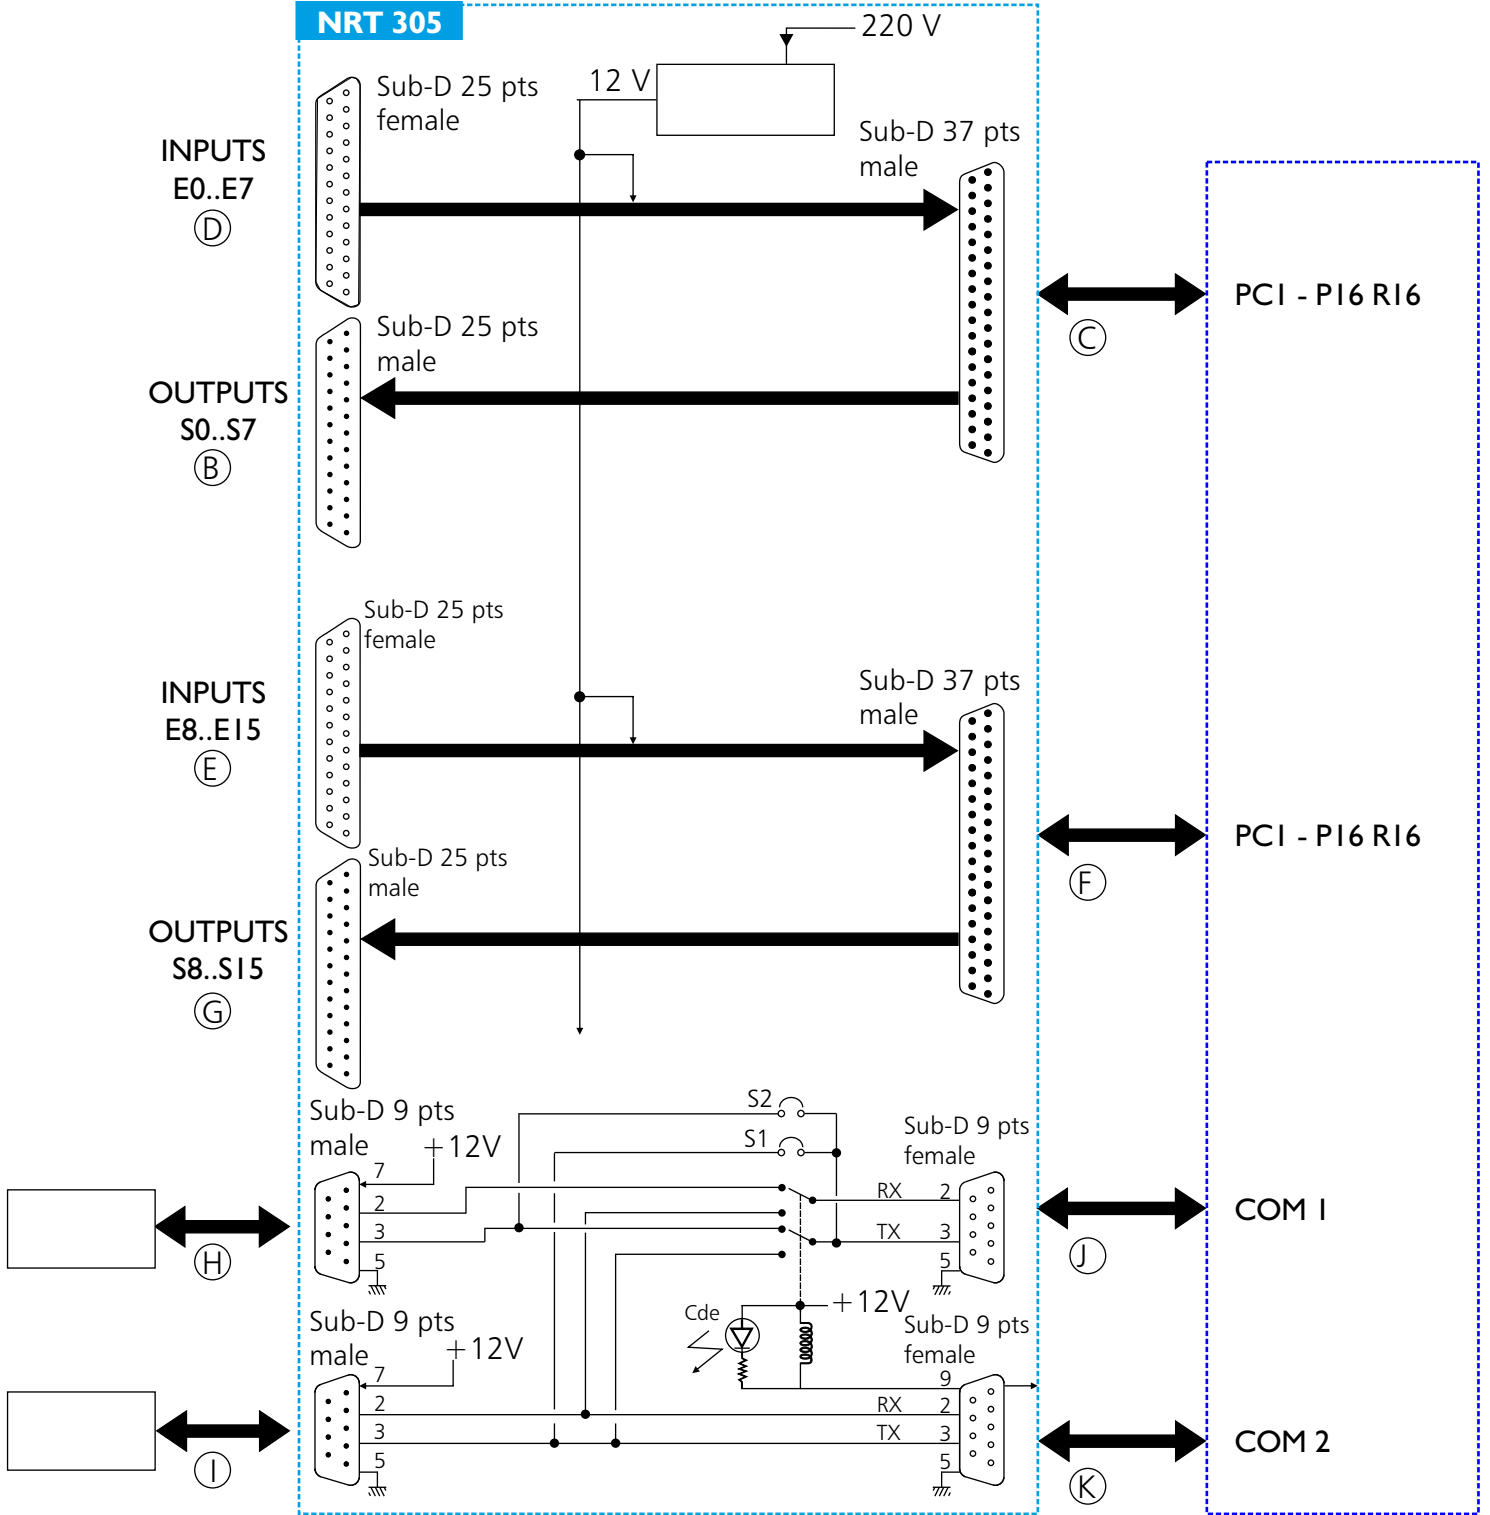 NRT 305
220 V
12 V
Sub-D 25 pts
female
Sub-D 37 pts
male
INPUTS
E0..E7
D
PCI - P16 R16
C
Sub-D 25 pts
male
OUTPUTS
S0..S7
B
Sub-D 25 pts
female
INPUTS
E8..E15
E
Sub-D 37 pts
male
PCI - P16 R16
F
Sub-D 25 pts
male
OUTPUTS
S8..S15
G
S2
S1
Sub-D 9 pts
male
+12V
7
2
3
5
H
Sub-D 9 pts
female
RX
2
TX
3
5
COM 1
J
Cde
+12V
Sub-D 9 pts
male
+12V
7
2
3
5
I
Sub-D 9 pts
female
9
RX
2
TX
3
5
COM 2
K